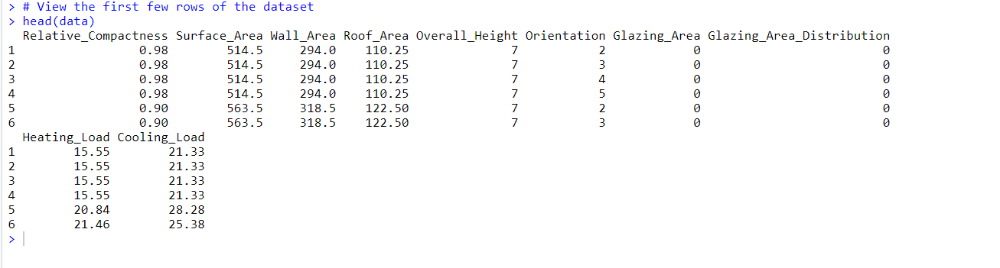 > # View the first few rows of the dataset
> head(data)
  Relative_Compactness Surface_Area Wall_Area Roof_Area Overall_Height Orientation Glazing_Area Glazing_Area_Distribution
1                 0.98        514.5     294.0    110.25              7           2            0                         0
2                 0.98        514.5     294.0    110.25              7           3            0                         0
3                 0.98        514.5     294.0    110.25              7           4            0                         0
4                 0.98        514.5     294.0    110.25              7           5            0                         0
5                 0.90        563.5     318.5    122.50              7           2            0                         0
6                 0.90        563.5     318.5    122.50              7           3            0                         0
  Heating_Load Cooling_Load
1        15.55        21.33
2        15.55        21.33
3        15.55        21.33
4        15.55        21.33
5        20.84        28.28
6        21.46        25.38
>